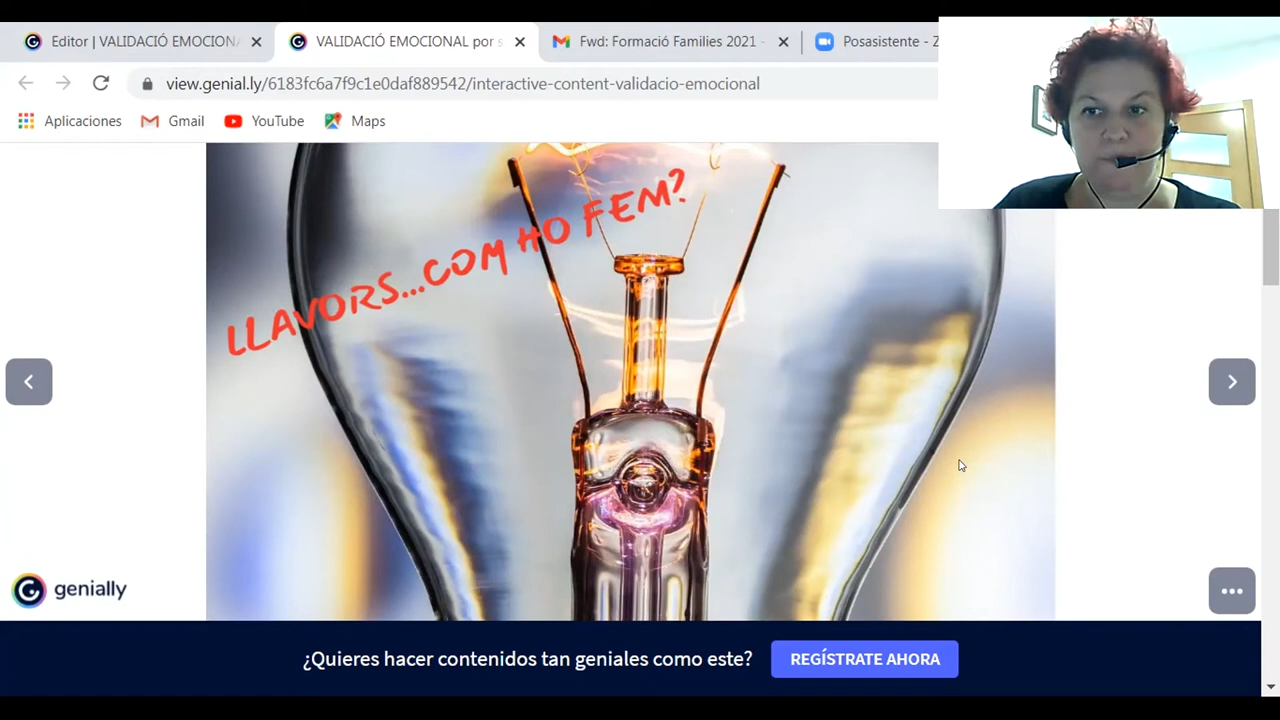 Editor | VALIDACIÓ EMOCION
VALIDACIÓ EMOCIONAL por
Fwd: Formació Families 2021 -
Posasistente - Z
view.genial.ly/6183fc6a7f9c1e0daf889542/interactive-content-validacio-emocional
Aplicaciones
Gmail
YouTube
Maps
LLAVORS...COM HO FEM?
genially
¿Quieres hacer contenidos tan geniales como este?
REGÍSTRATE AHORA